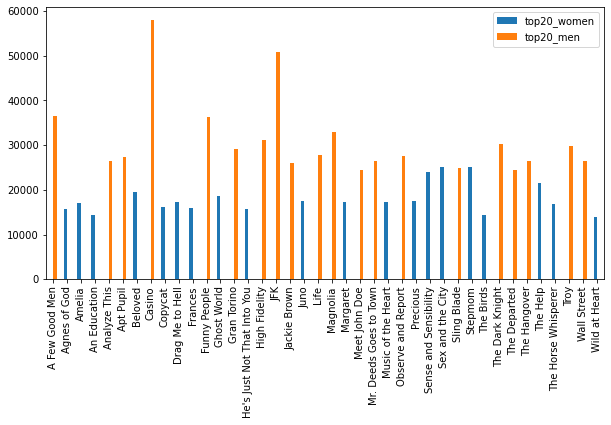 60000
50000
40000
30000
20000
10000
0
top20_women
top20_men
A Few Good Men
Agnes of God
Amelia
An Education
Analyze This
Apt Pupil
Beloved
Casino
Copycat
Drag Me to Hell
Frances
Funny People
Ghost World
Gran Torino
He's Just Not That Into You
High Fidelity
JFK
Jackie Brown
Juno
Life
Magnolia
Margaret
Meet John Doe
Mr. Deeds Goes to Town
Music of the Heart
Observe and Report
Precious
Sense and Sensibility
Sex and the City
Sling Blade
Stepmom
The Birds
The Dark Knight
The Departed
The Hangover
The Help
The Horse Whisperer
Troy
Wall Street
Wild at Heart